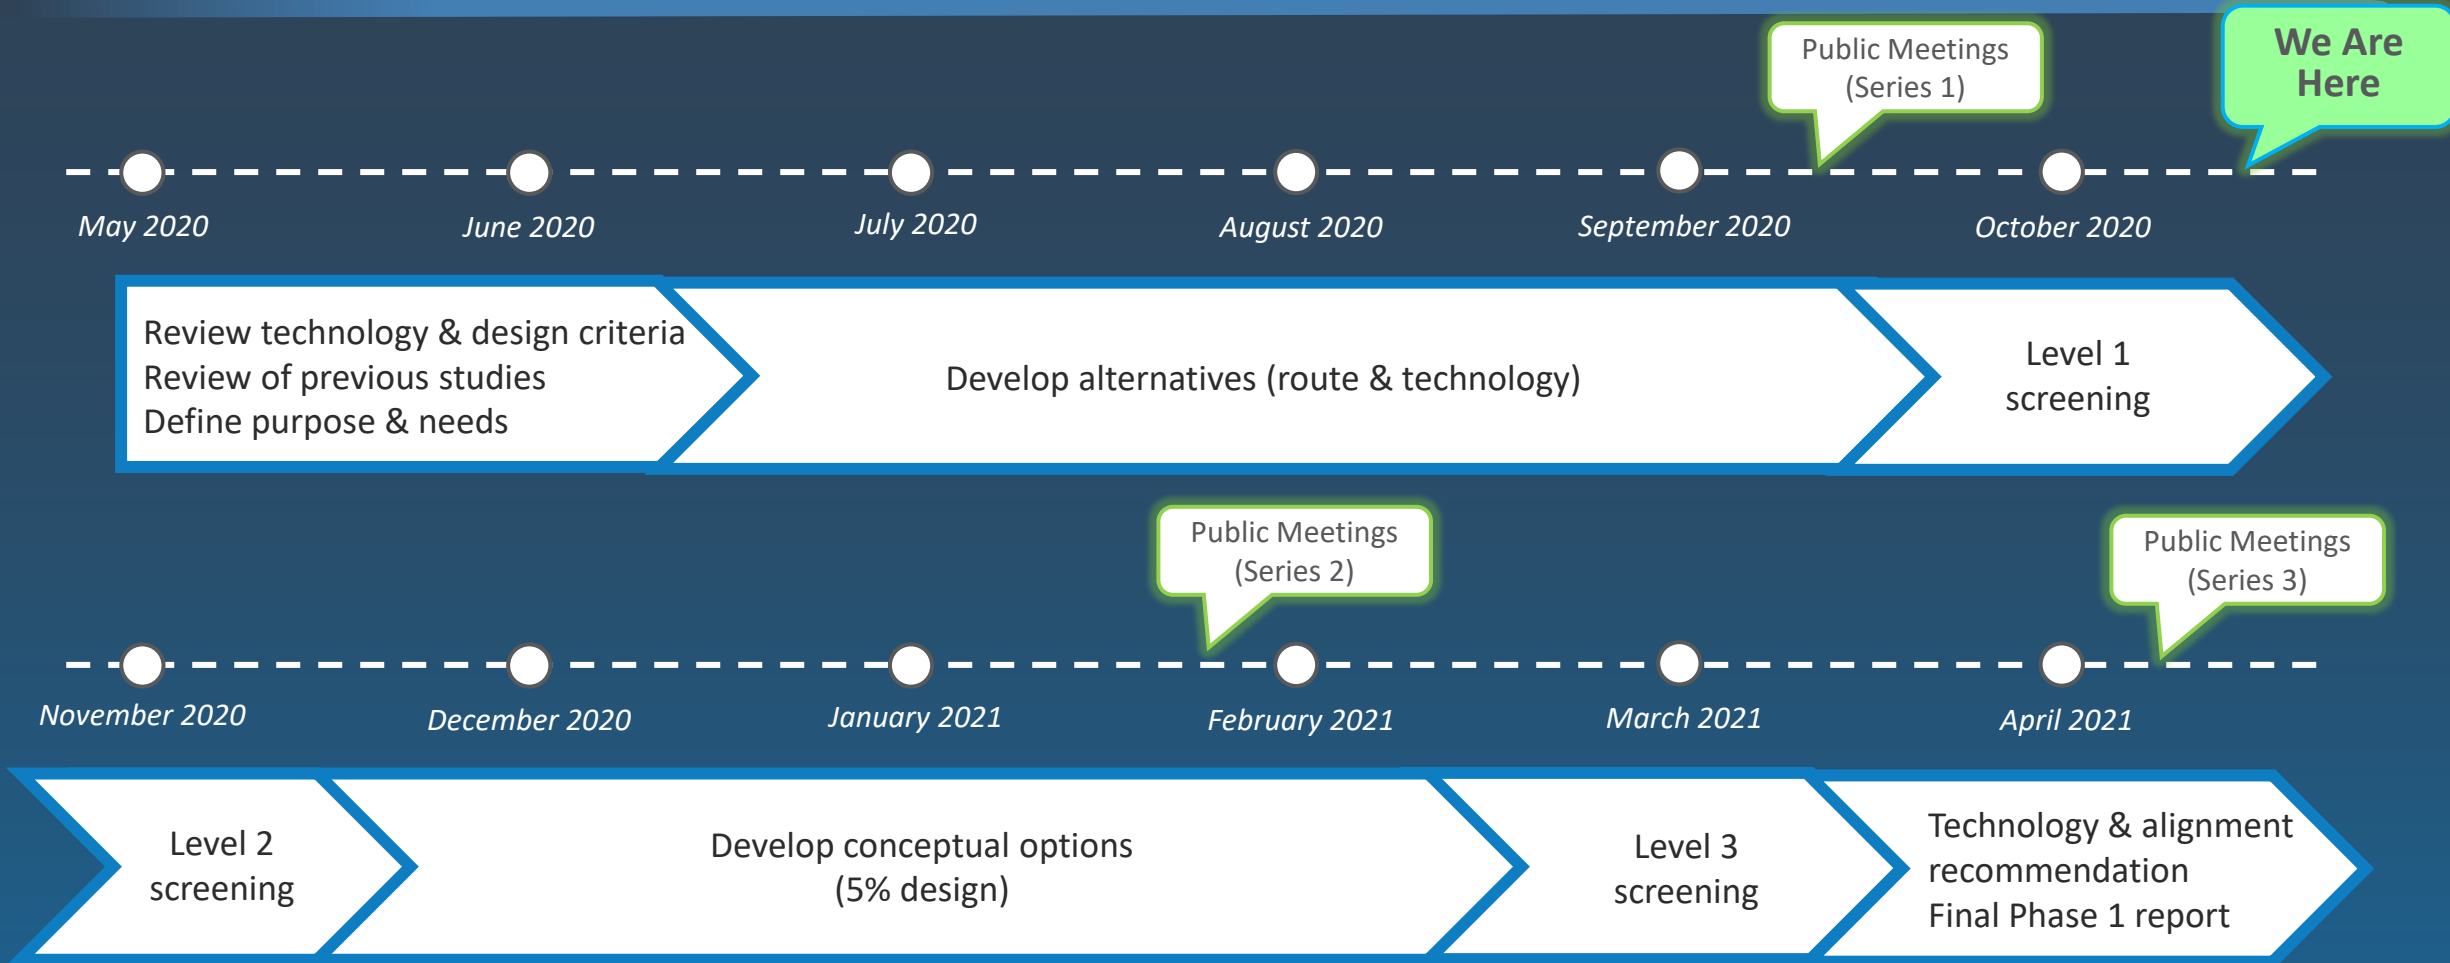 Public Meetings
(Series 1)
We Are
Here
May 2020
June 2020
July 2020
August 2020
September 2020
October 2020
Review technology & design criteria
Review of previous studies
Define purpose & needs
Develop alternatives (route & technology)
Level 1
screening
Public Meetings
(Series 2)
Public Meetings
(Series 3)
November 2020
December 2020
January 2021
February 2021
March 2021
April 2021
Level 2
screening
Develop conceptual options
(5% design)
Level 3
screening
Technology & alignment
recommendation
Final Phase 1 report